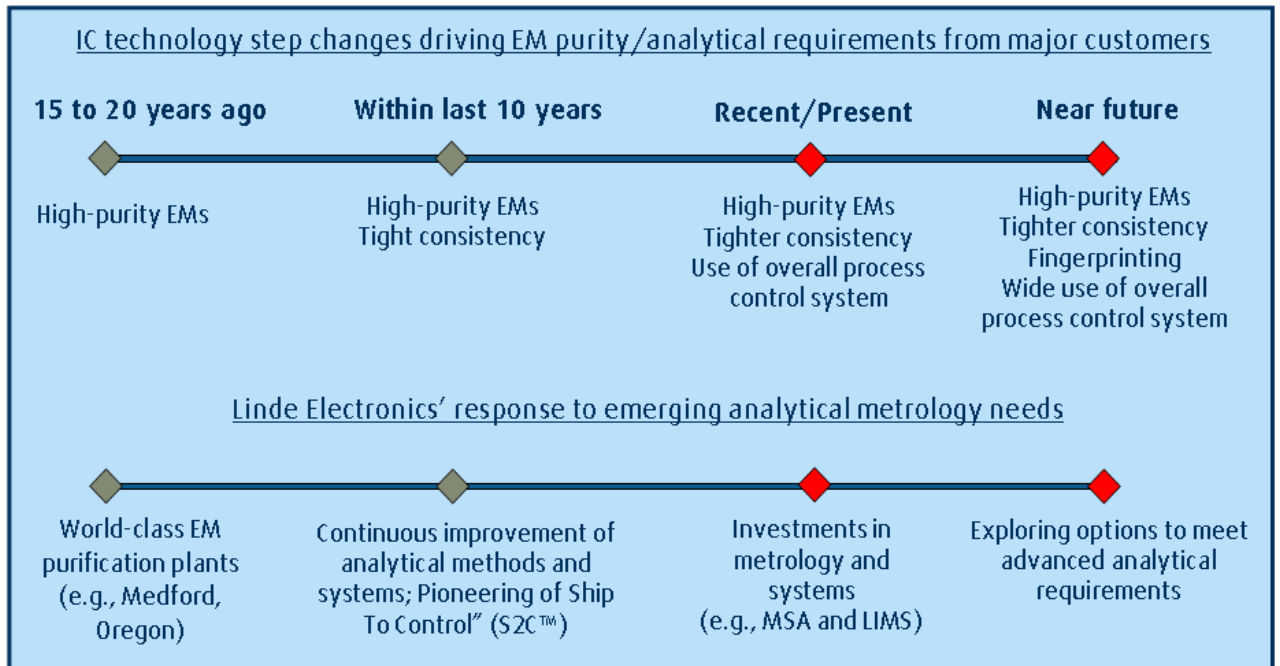 IC technology step changes driving EM purity/analytical requirements from major customers
15 to 20 years ago
Within last 10 years
Recent/Present
Near future
High-purity EMs
High-purity EMs
Tight consistency
High-purity EMs
Tighter consistency
Use of overall process
control system
High-purity EMs
Tighter consistency
Fingerprinting
Wide use of overall
process control system
Linde Electronics’ response to emerging analytical metrology needs
World-class EM
purification plants
(e.g., Medford,
Oregon)
Continuous improvement of
analytical methods and
systems; Pioneering of Ship
To Control” (S2C™)
Investments in
metrology and
systems
(e.g., MSA and LIMS)
Exploring options to meet
advanced analytical
requirements